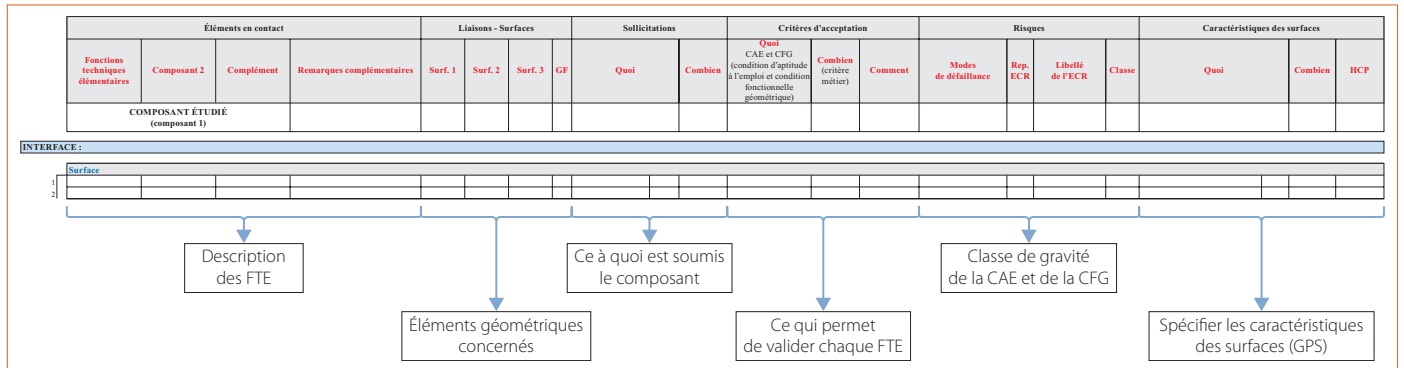 Éléments en contact
Liaisons - Surfaces
Sollicitations
Critères d'acceptation
Risques
Caractéristiques des surfaces
Fonctions
techniques
élémentaires
Composant 2
Complément
Remarques complémentaires
Surf. 1
Surf. 2
Surf. 3
GF
Quoi
Combien
Quoi
CAE et CFG
(condition d'aptitude
à l'emploi et condition
fonctionnelle
géométrique)
Combien
(critère
métier)
Comment
Modes
de défaillance
Rep.
ECR
Libellé
de l'ECR
Classe
Quoi
Combien
HCP
COMPOSANT ÉTUDIÉ
(composant 1)
INTERFACE :
Surface
1
2
Description
des FTE
Ce à quoi est soumis
le composant
Classe de gravité
de la CAE et de la CFG
Éléments géométriques
concernés
Ce qui permet
de valider chaque FTE
Spécifier les caractéristiques
des surfaces (GPS)